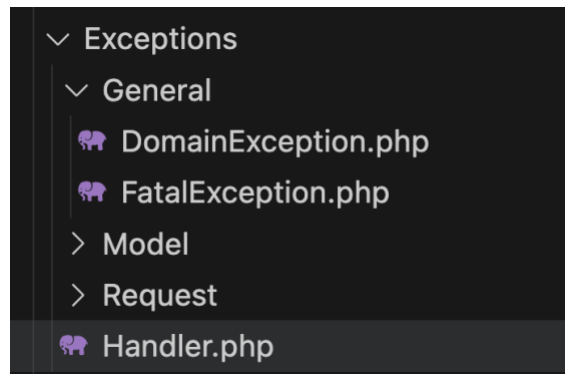 Exceptions
General
DomainException.php
FatalException.php
Model
Request
Handler.php